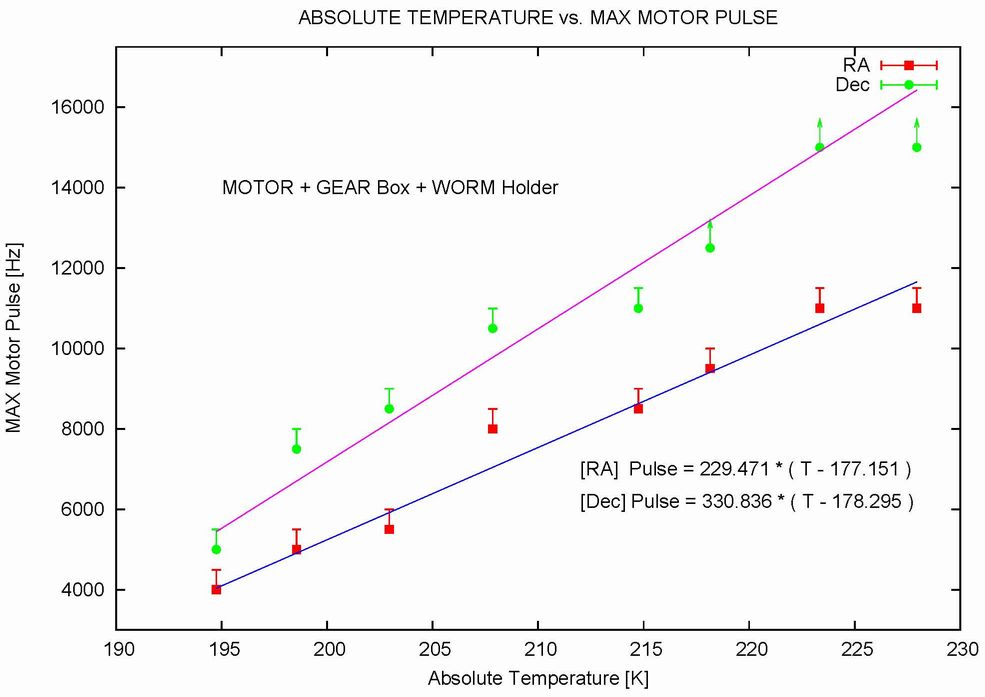 ABSOLUTE TEMPERATURE vs. MAX MOTOR PULSE
RA
Dec
16000
14000
12000
10000
8000
6000
4000
MAX Motor Pulse [Hz]
MOTOR + GEAR Box + WORM Holder
[RA] Pulse = 229.471 * ( T - 177.151 )
[Dec] Pulse = 330.836 * ( T - 178.295 )
190 195 200 205 210 215 220 225 230
Absolute Temperature [K]